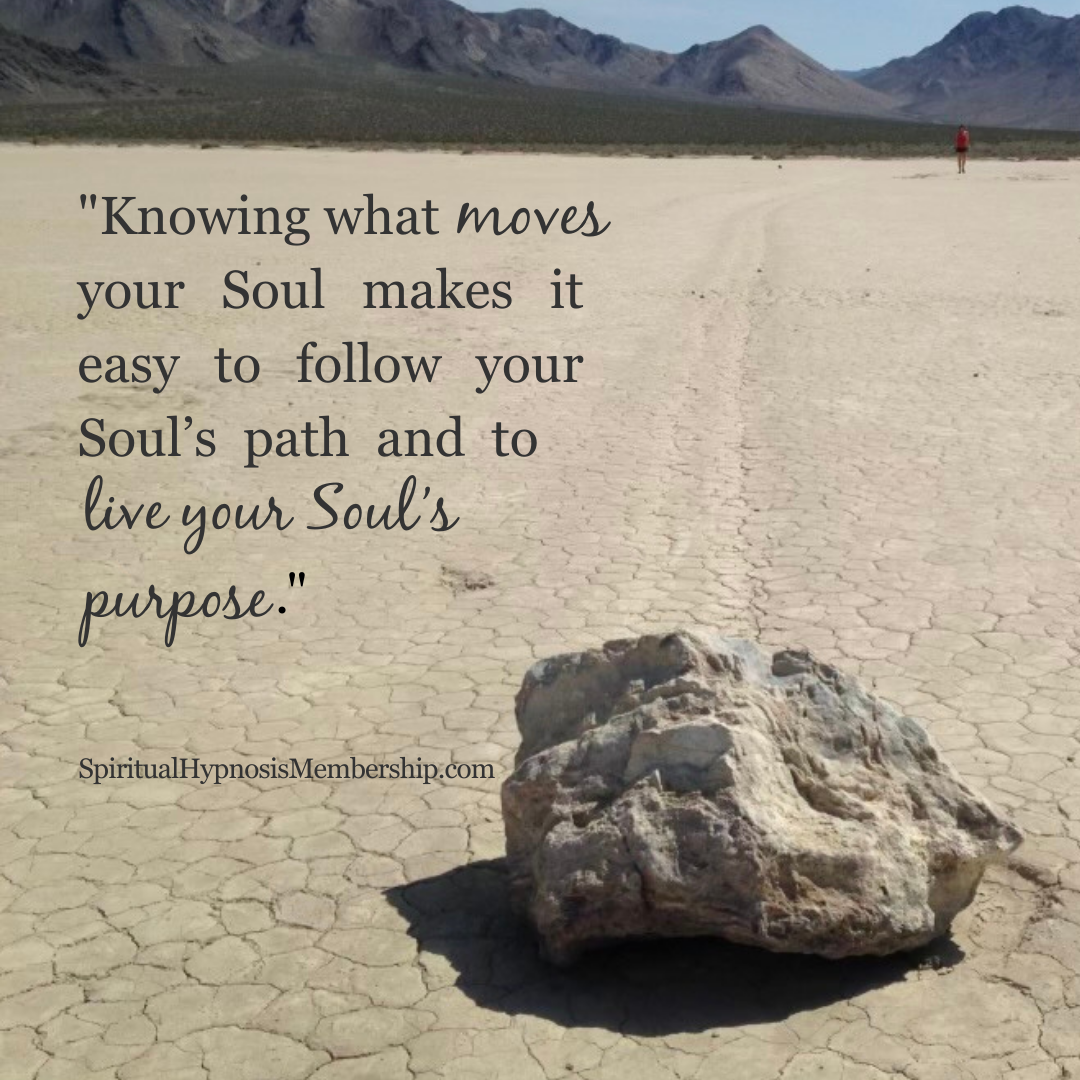 "Knowing what moves
your Soul makes it
easy to follow your
Soul’s path and to
live your Soul’s
purpose."
SpiritualHypnosisMembership.com